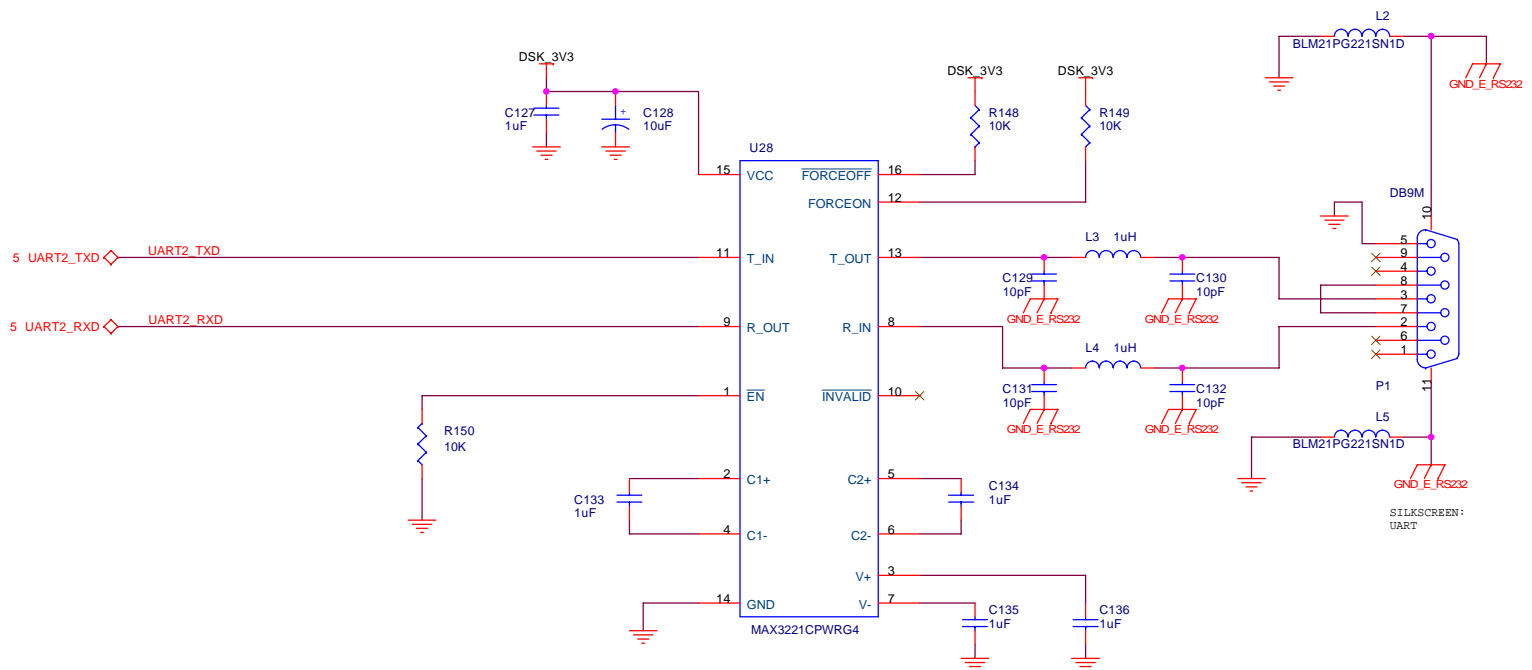 L2
BLM21PG221SN1D
GND_E_RS232
DSK_3V3
C127
1uF
C128
10uF
+
DSK_3V3
R148
10K
DSK_3V3
R149
10K
U28
15 VCC
FORCEOFF 16
FORCEON 12
DB9M
10
5 UART2_TXD
UART2_TXD
11 T_IN
T_OUT 13
L3 1uH
C129
10pF
GND_E_RS232
C130
10pF
GND_E_RS232
5
9
4
8
3
7
2
6
1
5 UART2_RXD
UART2_RXD
9 R_OUT
R_IN 8
L4 1uH
C131
10pF
GND_E_RS232
C132
10pF
GND_E_RS232
P1
11
1 EN
INVALID 10
R150
10K
L5
BLM21PG221SN1D
GND_E_RS232
2 C1+
C133
1uF
4 C1-
C2+ 5
C134
1uF
C2- 6
SILKSCREEN:
UART
V+ 3
14 GND
V- 7
C135
1uF
C136
1uF
MAX3221CPWRG4